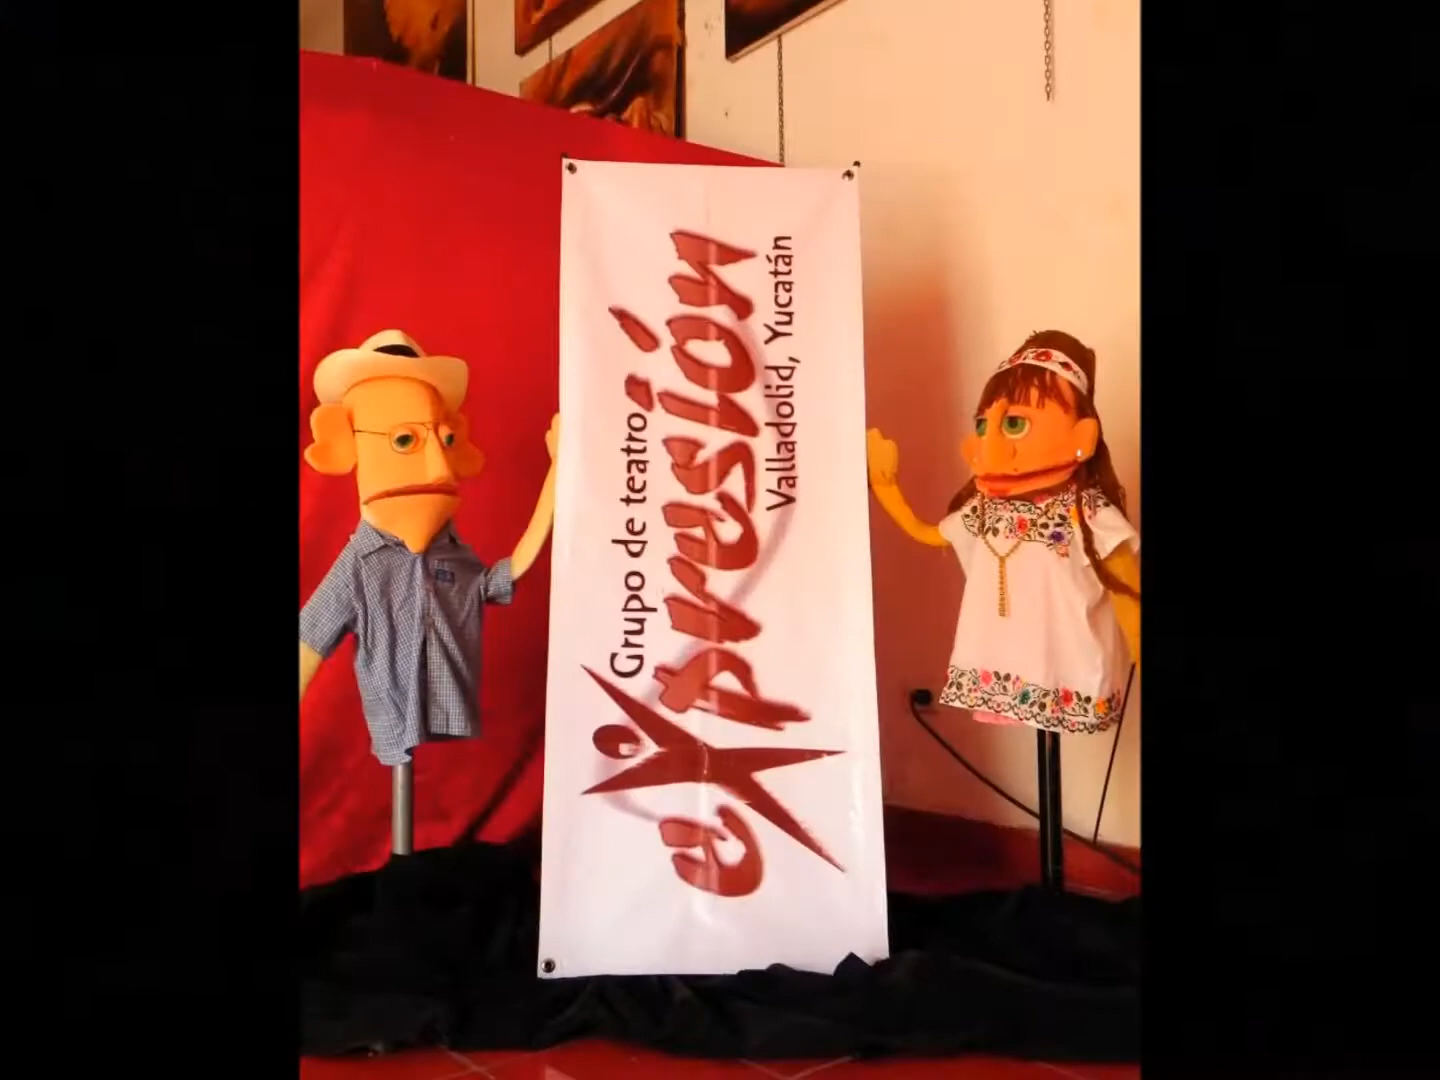 Grupo de teatro
eXpresión
Valladolid, Yucatán